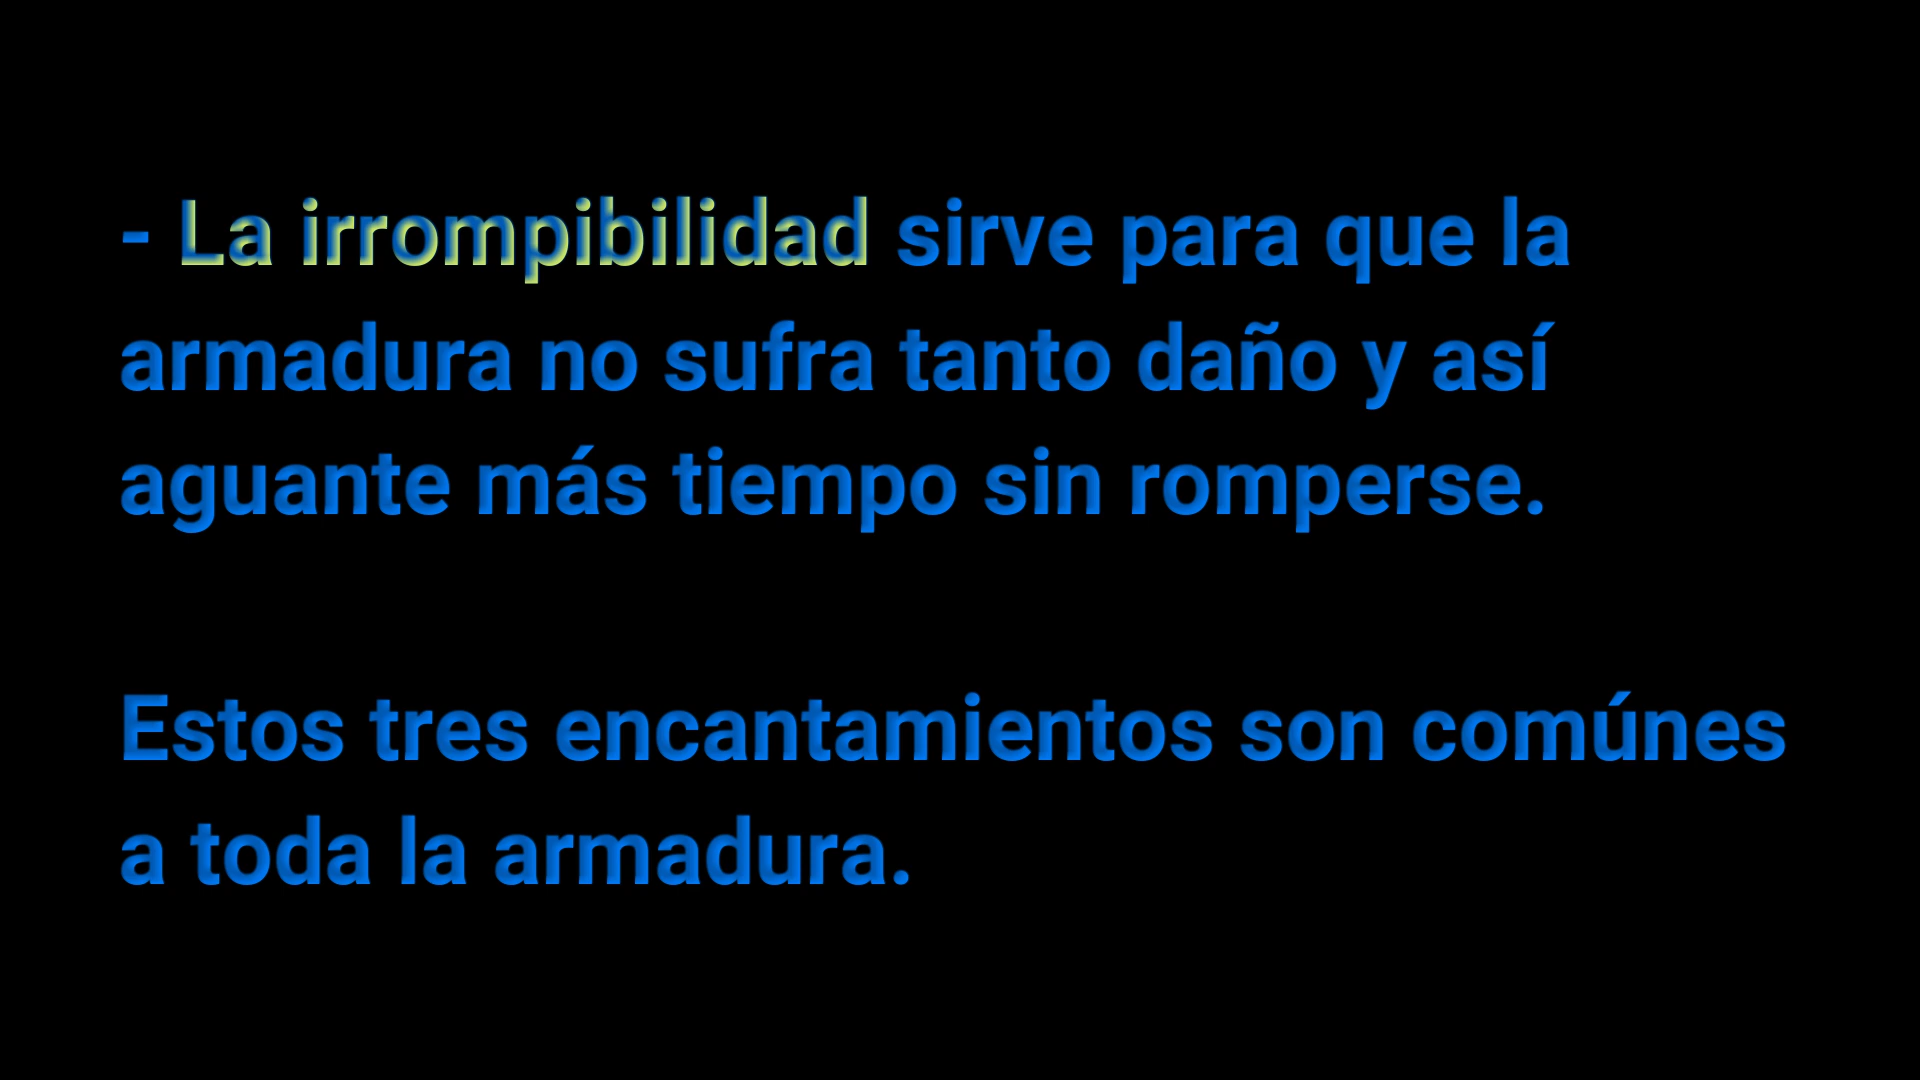 - La irrompibilidad sirve para que la
armadura no sufra tanto daño y así
aguante más tiempo sin romperse.
Estos tres encantamientos son comúnes
a toda la armadura.